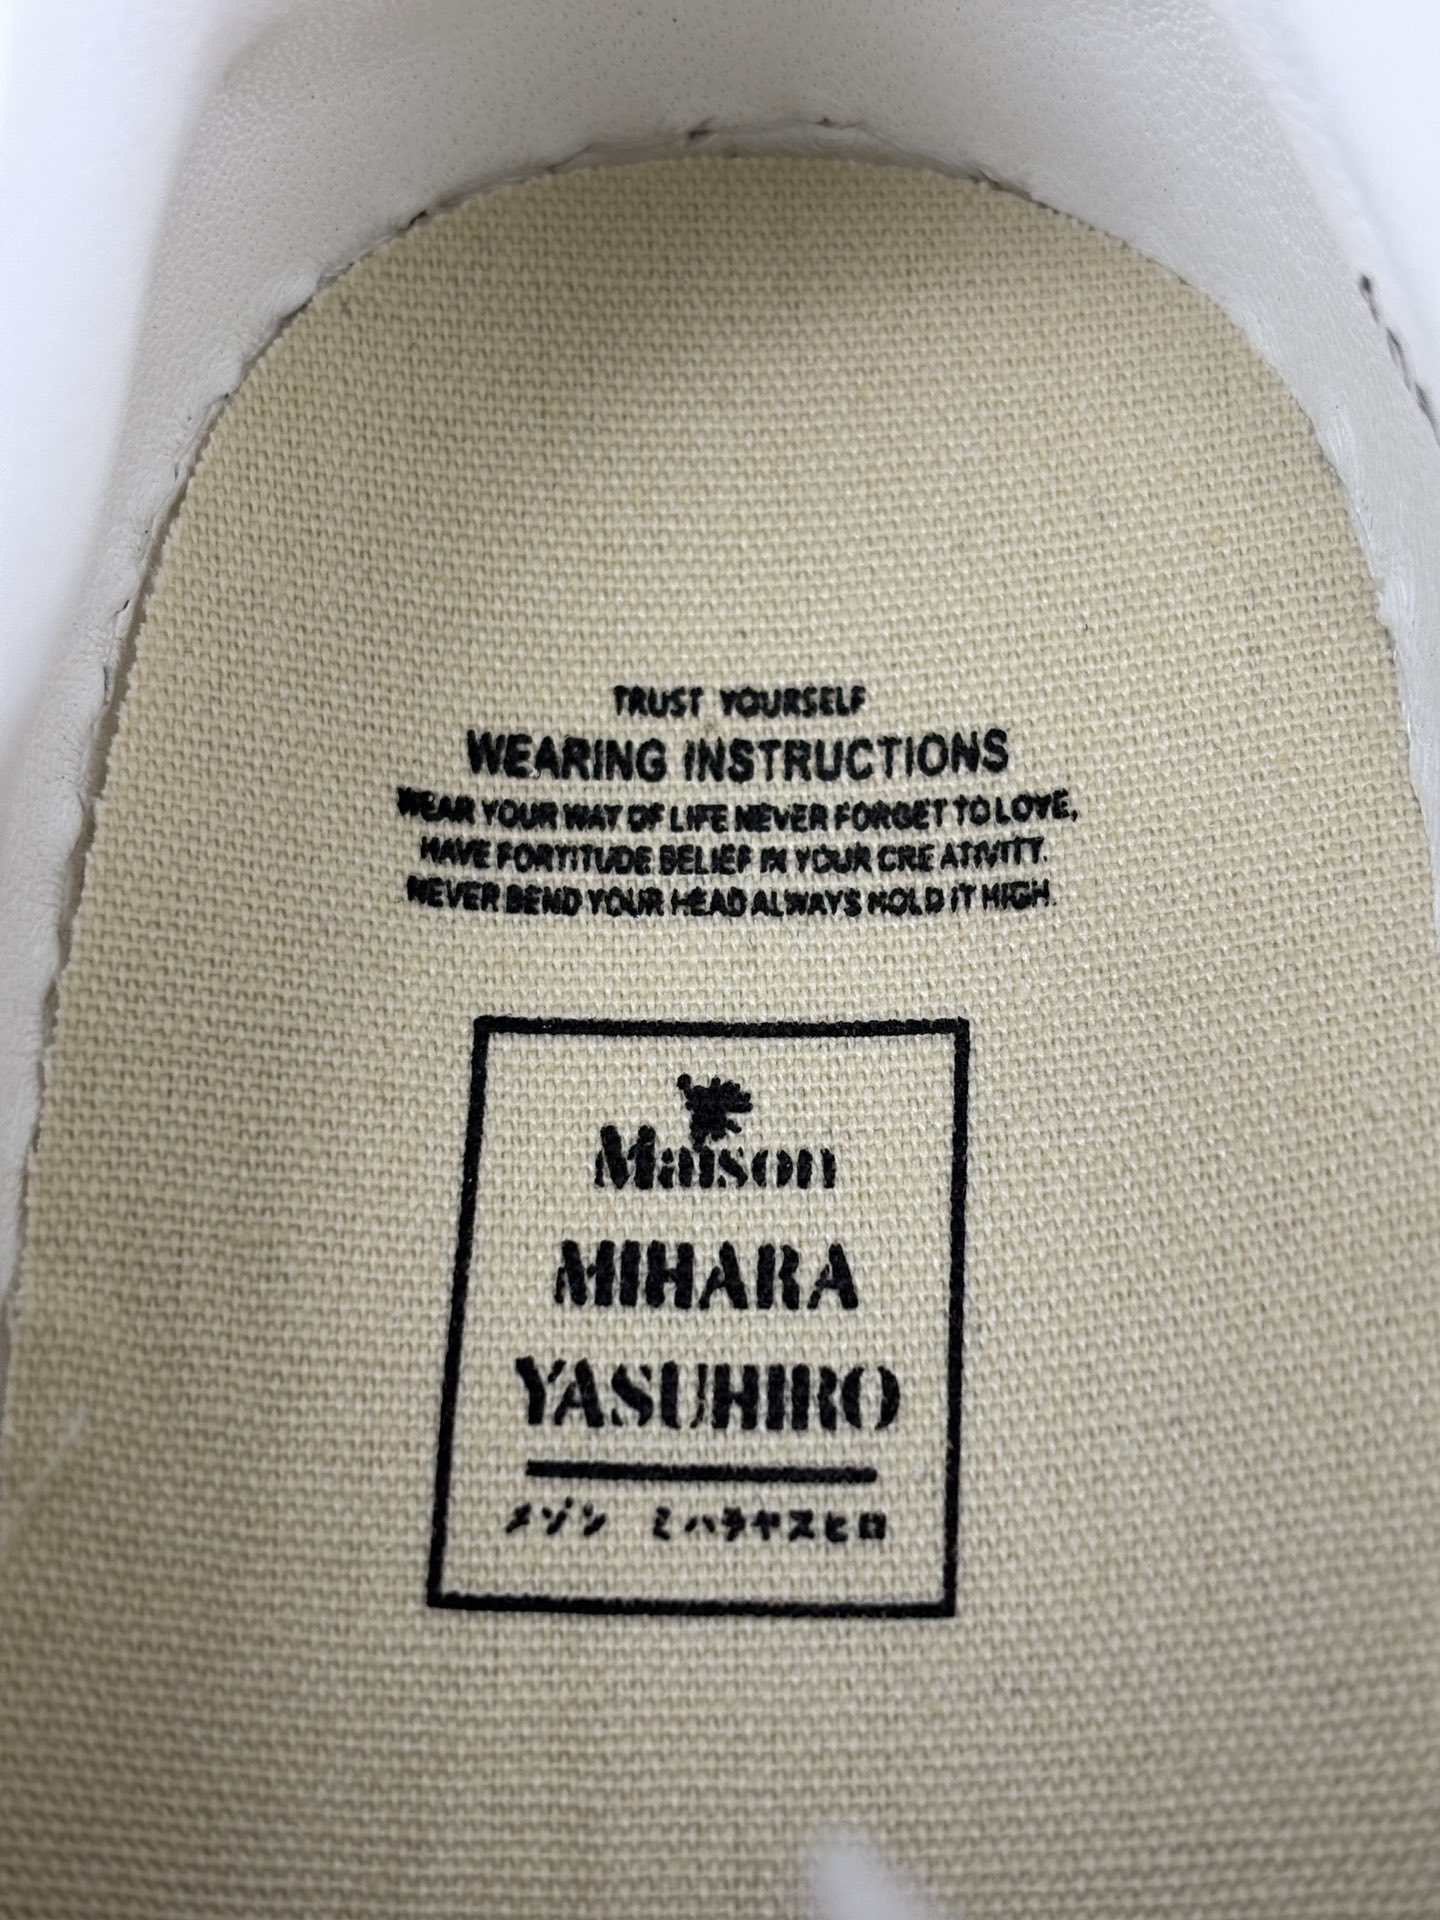 TRUST YOURSELF
WEARING INSTRUCTIONS
WEAR YOUR WAY OF LIFE NEVER FORGET TO LOVE,
HAVE FORTITUDE BELIEF IN YOUR CRE ATIVITY.
NEVER BEND YOUR HEAD ALWAYS HOLD IT HIGH.
Maison
MIHARA
YASUHIRO
メゾン ミハラヤスヒロ